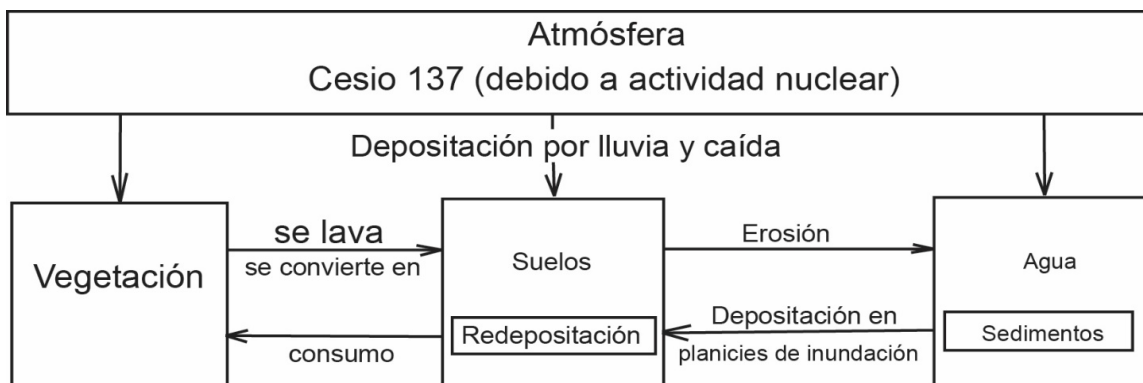 Atmósfera
Cesio 137 (debido a actividad nuclear)
Depositación por lluvia y caída
Vegetación
se lava
se convierte en
consumo
Suelos
Redepositación
Erosión
Depositación en
planicies de inundación
Agua
Sedimentos